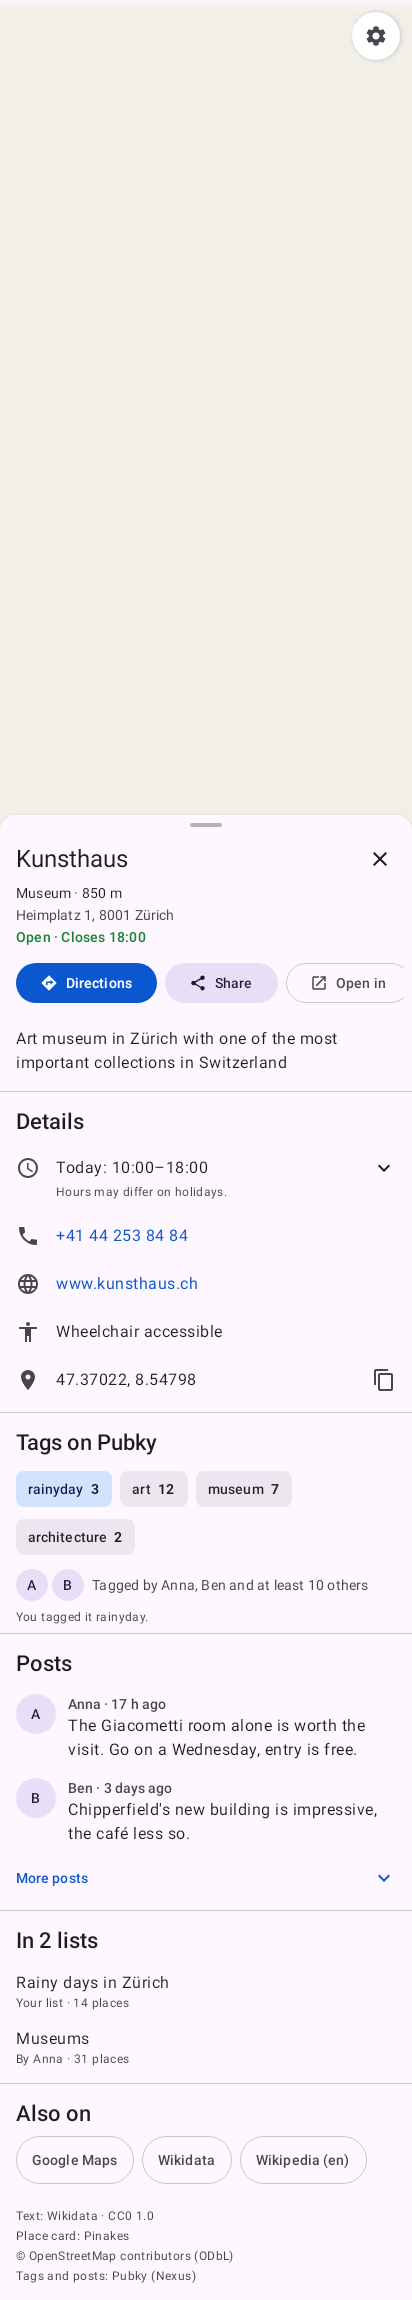 Kunsthaus
Museum · 850 m
Heimplatz 1, 8001 Zürich
Open · Closes 18:00
Directions
Share
Open in
Art museum in Zürich with one of the most
important collections in Switzerland
Details
Today: 10:00–18:00
Hours may differ on holidays.
+41 44 253 84 84
www.kunsthaus.ch
Wheelchair accessible
47.37022, 8.54798
Tags on Pubky
rainyday 3
art 12
museum 7
architecture 2
A B Tagged by Anna, Ben and at least 10 others
You tagged it rainyday.
Posts
A
Anna · 17 h ago
The Giacometti room alone is worth the
visit. Go on a Wednesday, entry is free.
B
Ben · 3 days ago
Chipperfield's new building is impressive,
the café less so.
More posts
In 2 lists
Rainy days in Zürich
Your list · 14 places
Museums
By Anna · 31 places
Also on
Google Maps
Wikidata
Wikipedia (en)
Text: Wikidata · CC0 1.0
Place card: Pinakes
© OpenStreetMap contributors (ODbL)
Tags and posts: Pubky (Nexus)